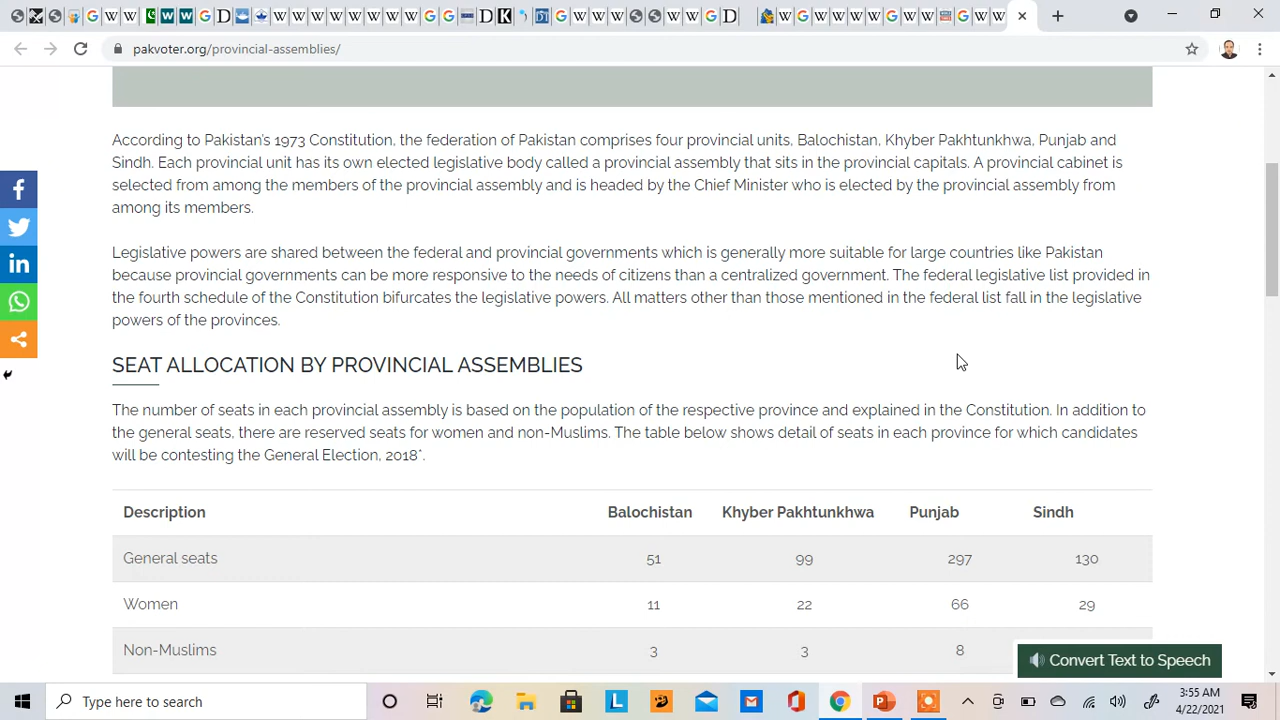 pakvoter.org/provincial-assemblies/
According to Pakistan's 1973 Constitution, the federation of Pakistan comprises four provincial units, Balochistan, Khyber Pakhtunkhwa, Punjab and
Sindh. Each provincial unit has its own elected legislative body called a provincial assembly that sits in the provincial capitals. A provincial cabinet is
selected from among the members of the provincial assembly and is headed by the Chief Minister who is elected by the provincial assembly from
among its members.
Legislative powers are shared between the federal and provincial governments which is generally more suitable for large countries like Pakistan
because provincial governments can be more responsive to the needs of citizens than a centralized government. The federal legislative list provided in
the fourth schedule of the Constitution bifurcates the legislative powers. All matters other than those mentioned in the federal list fall in the legislative
powers of the provinces.
SEAT ALLOCATION BY PROVINCIAL ASSEMBLIES
The number of seats in each provincial assembly is based on the population of the respective province and explained in the Constitution. In addition to
the general seats, there are reserved seats for women and non-Muslims. The table below shows detail of seats in each province for which candidates
will be contesting the General Election, 2018*.
Description Balochistan Khyber Pakhtunkhwa Punjab Sindh
General seats 51 99 297 130
Women 11 22 66 29
Non-Muslims 3 3 8
Convert Text to Speech
Type here to search
3:55 AM
4/22/2021